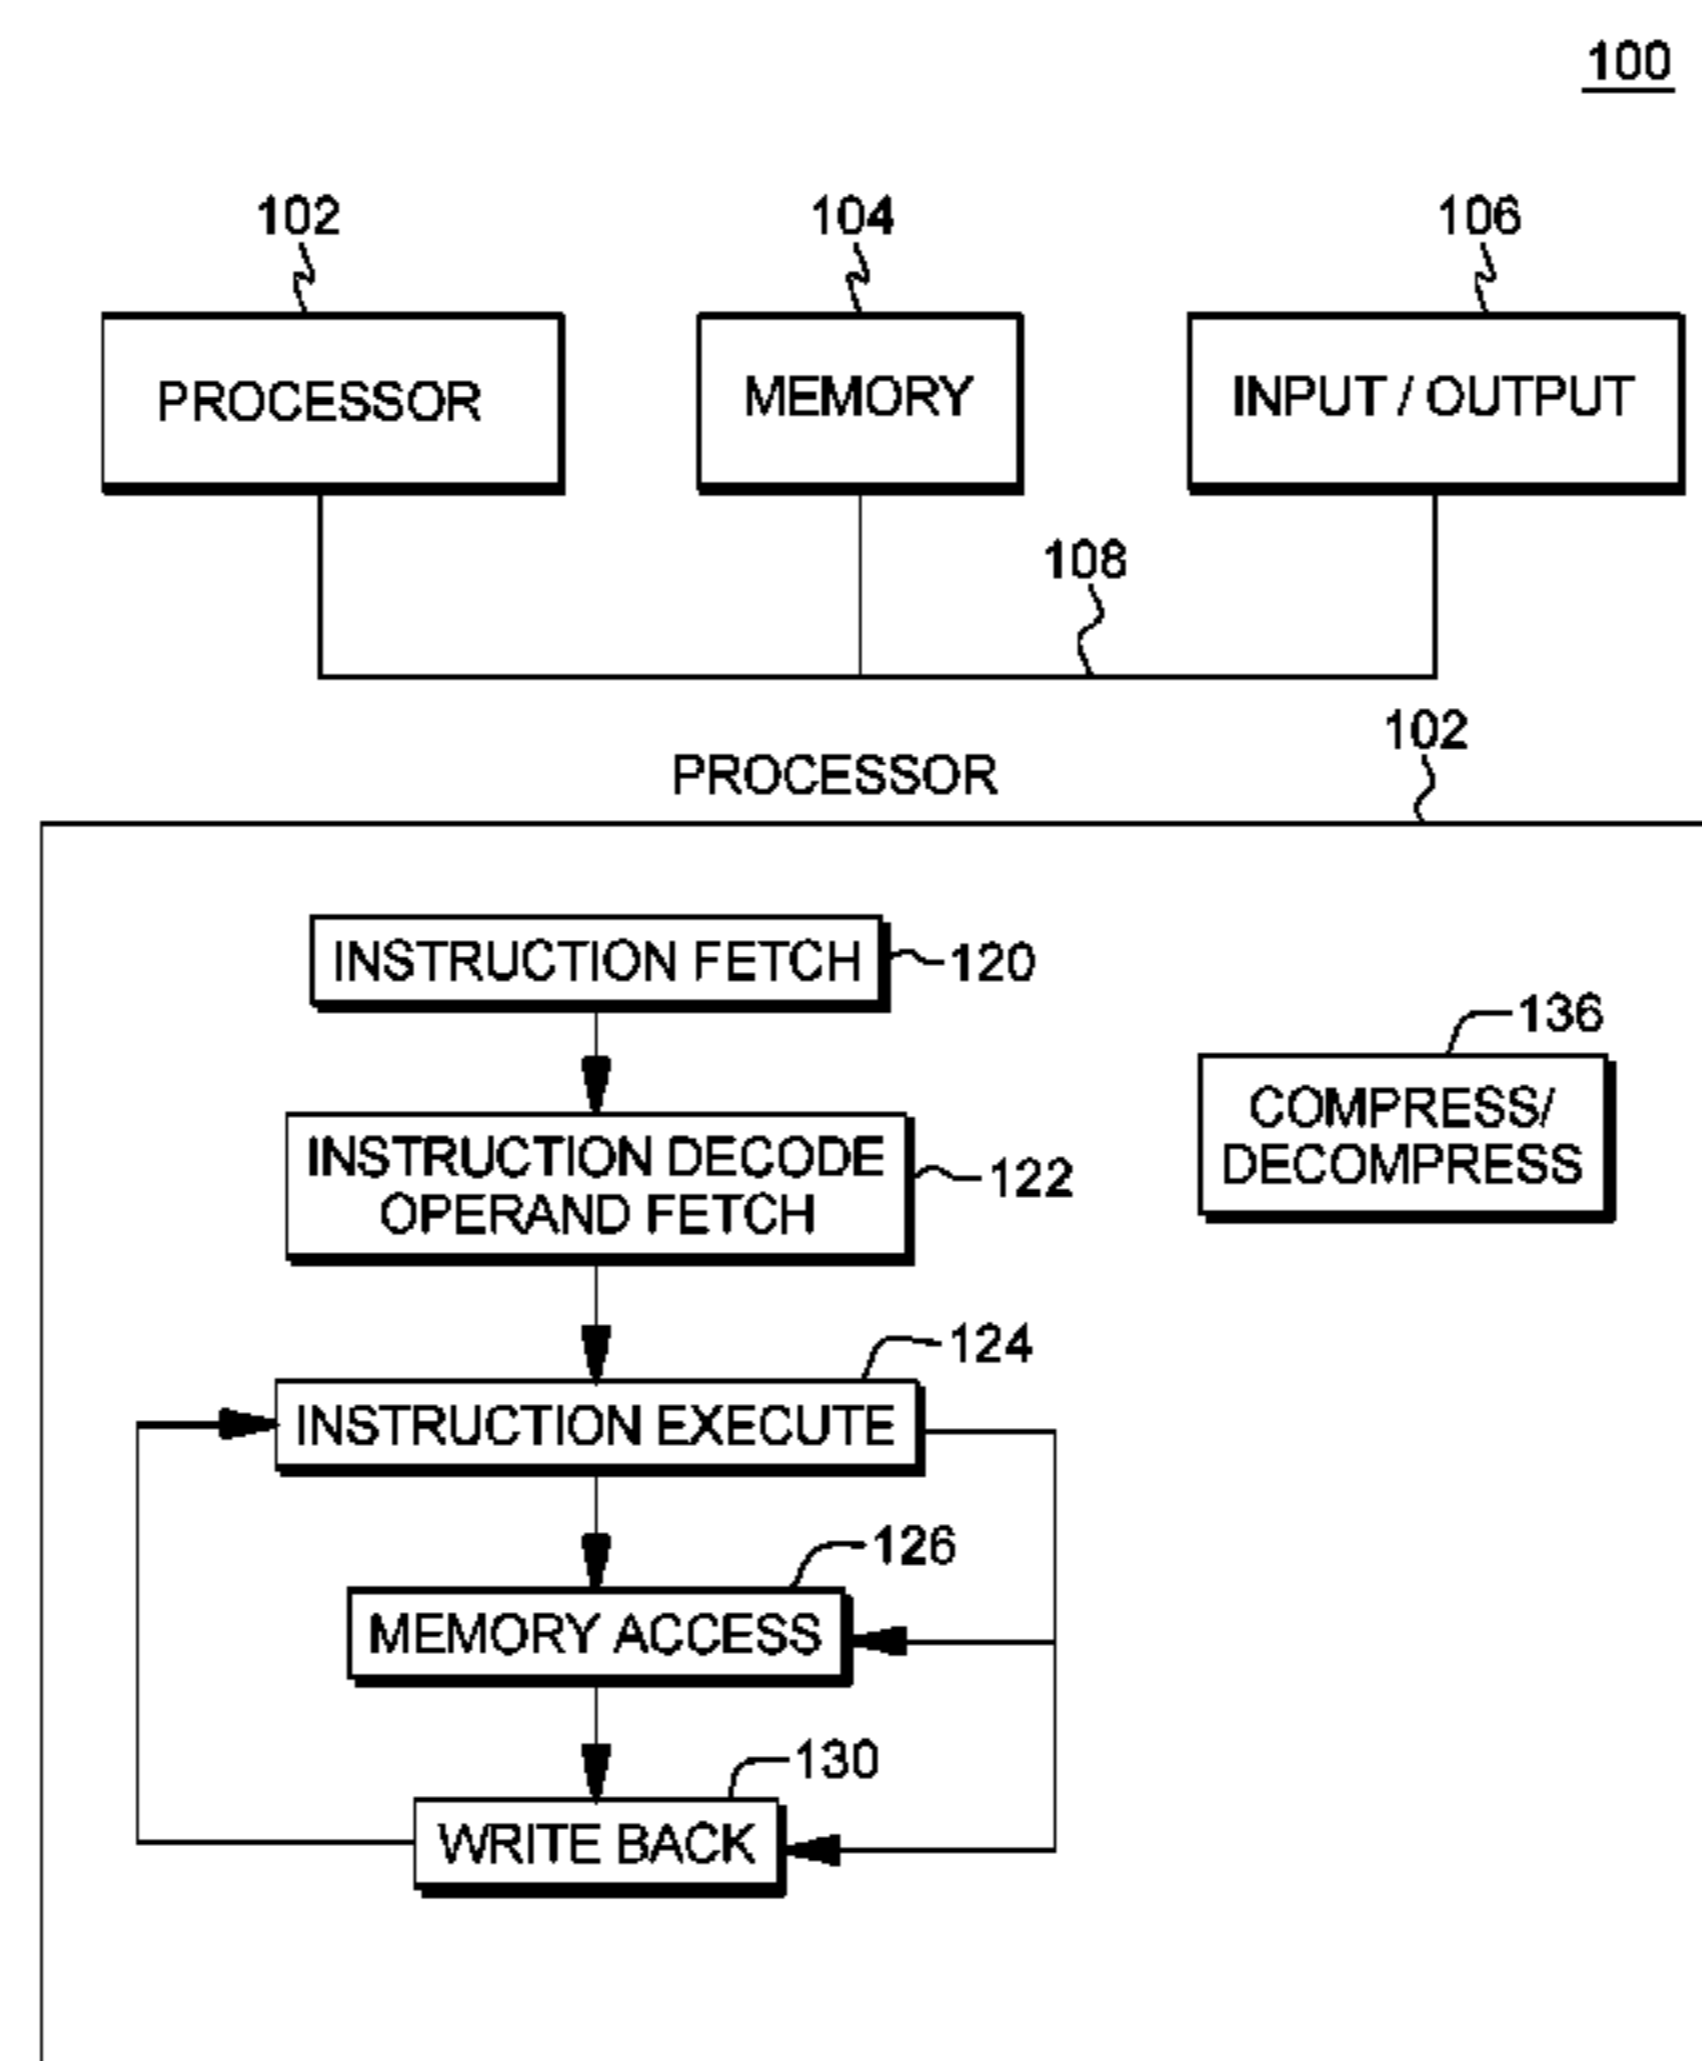 100
102
104
106
PROCESSOR
MEMORY
INPUT / OUTPUT
108
102
PROCESSOR
INSTRUCTION FETCH
120
136
COMPRESS/
DECOMPRESS
INSTRUCTION DECODE
OPERAND FETCH
122
124
INSTRUCTION EXECUTE
126
MEMORY ACCESS
130
WRITE BACK